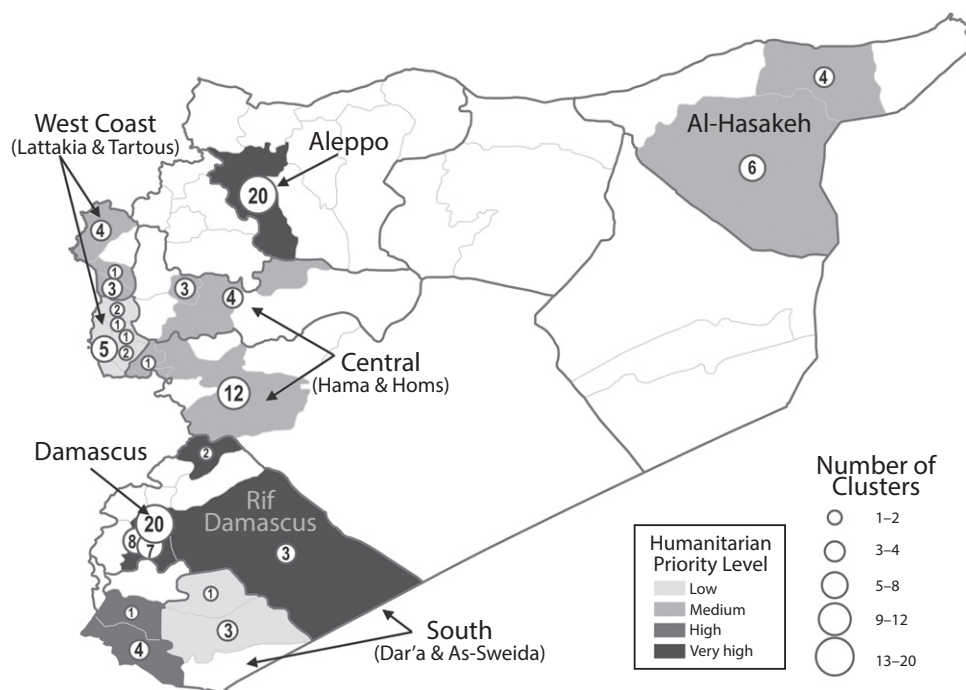 4
West Coast
(Lattakia & Tartous)
Aleppo
Al-Hasakeh
20
6
4
1
3
3
4
2
1
1
5
2
1
Central
(Hama & Homs)
12
Damascus
2
Rif
Damascus
20
8
7
3
1
1
3
4
South
(Dar'a & As-Sweida)
Humanitarian
Priority Level
Low
Medium
High
Very high
Number of
Clusters
1–2
3–4
5–8
9–12
13–20